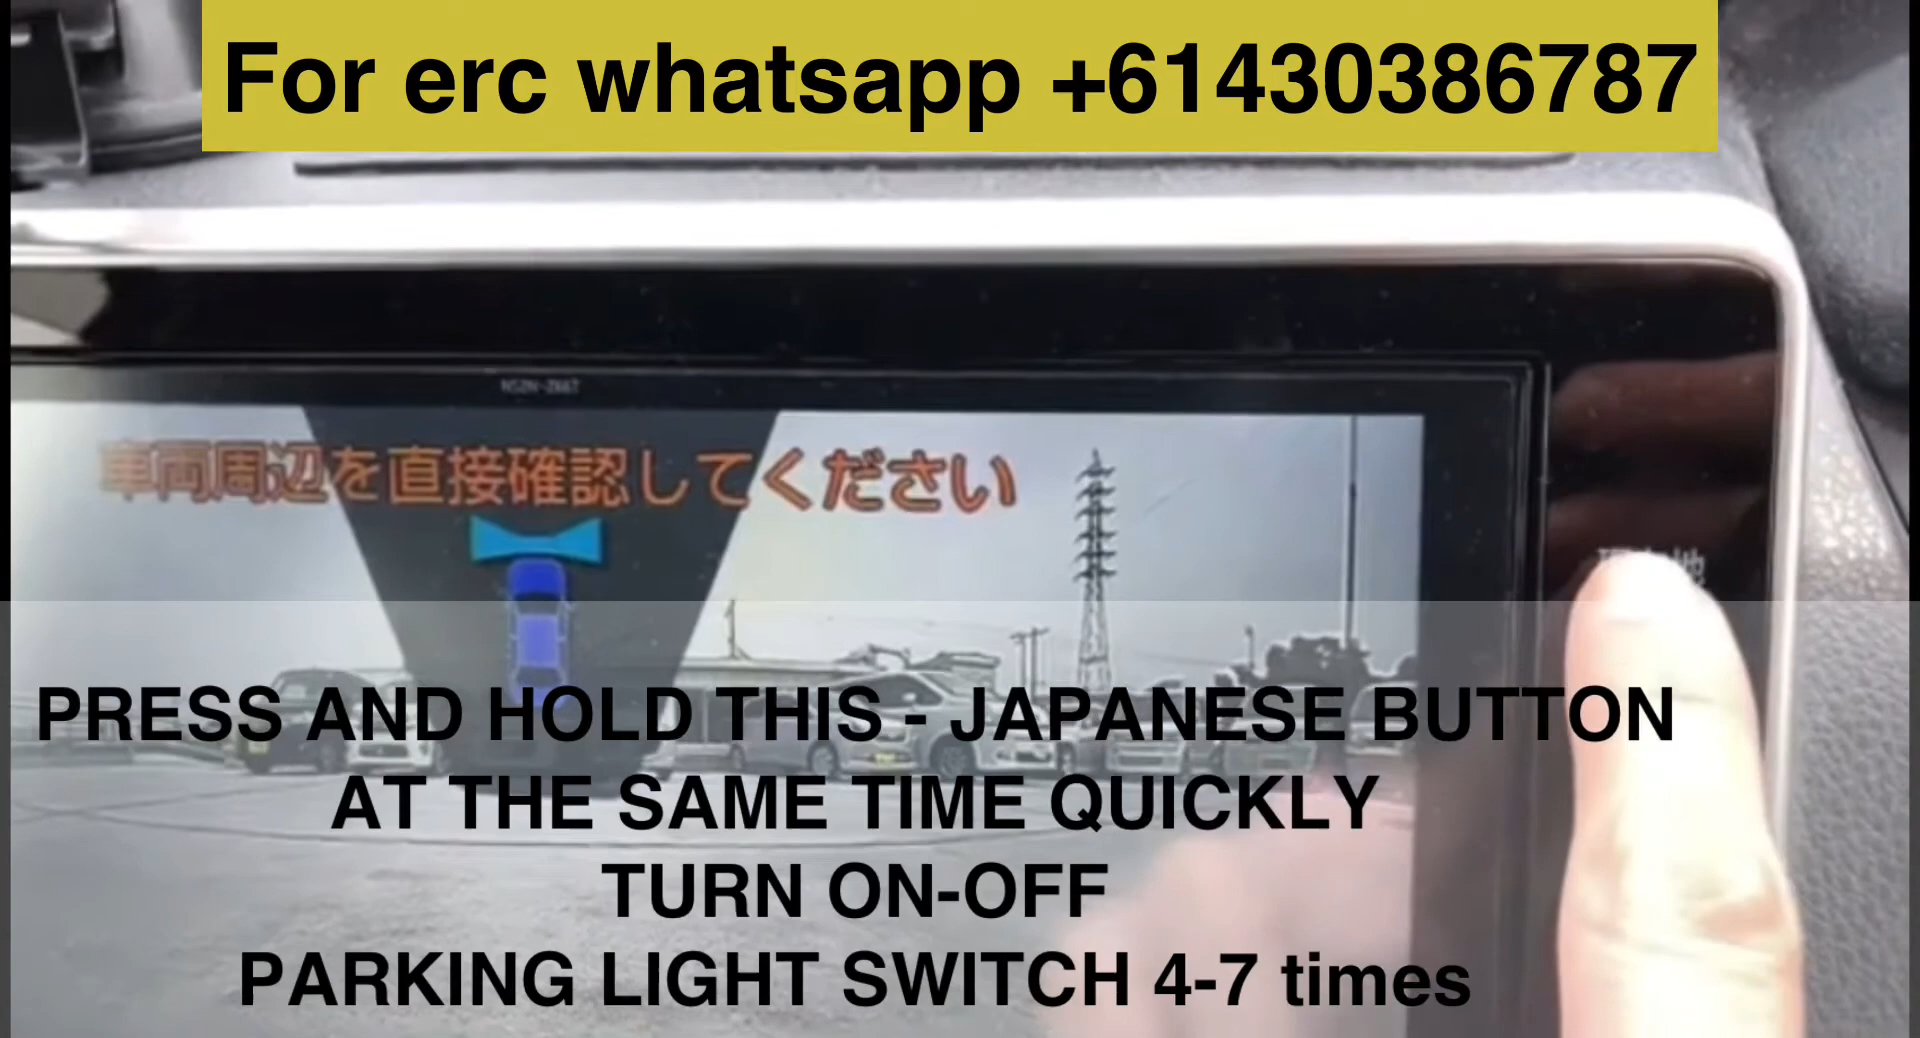 For erc whatsapp +61430386787
NSZN-Z66T
車両周辺を直接確認してください
PRESS AND HOLD THIS - JAPANESE BUTTON
AT THE SAME TIME QUICKLY
TURN ON-OFF
PARKING LIGHT SWITCH 4-7 times